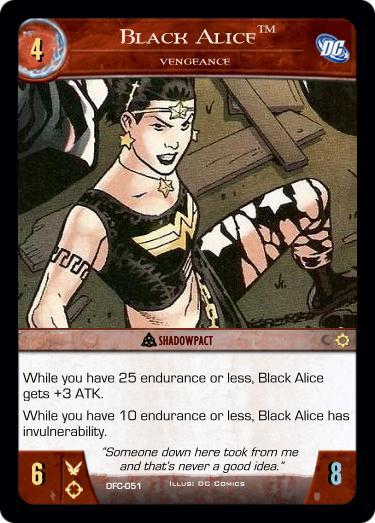 4
BLACK ALICE™
VENGEANCE
DC
SHADOWPACT
While you have 25 endurance or less, Black Alice
gets +3 ATK.
While you have 10 endurance or less, Black Alice has
invulnerability.
"Someone down here took from me
and that's never a good idea."
6
DFC-051
ILLUS: DC COMICS
8